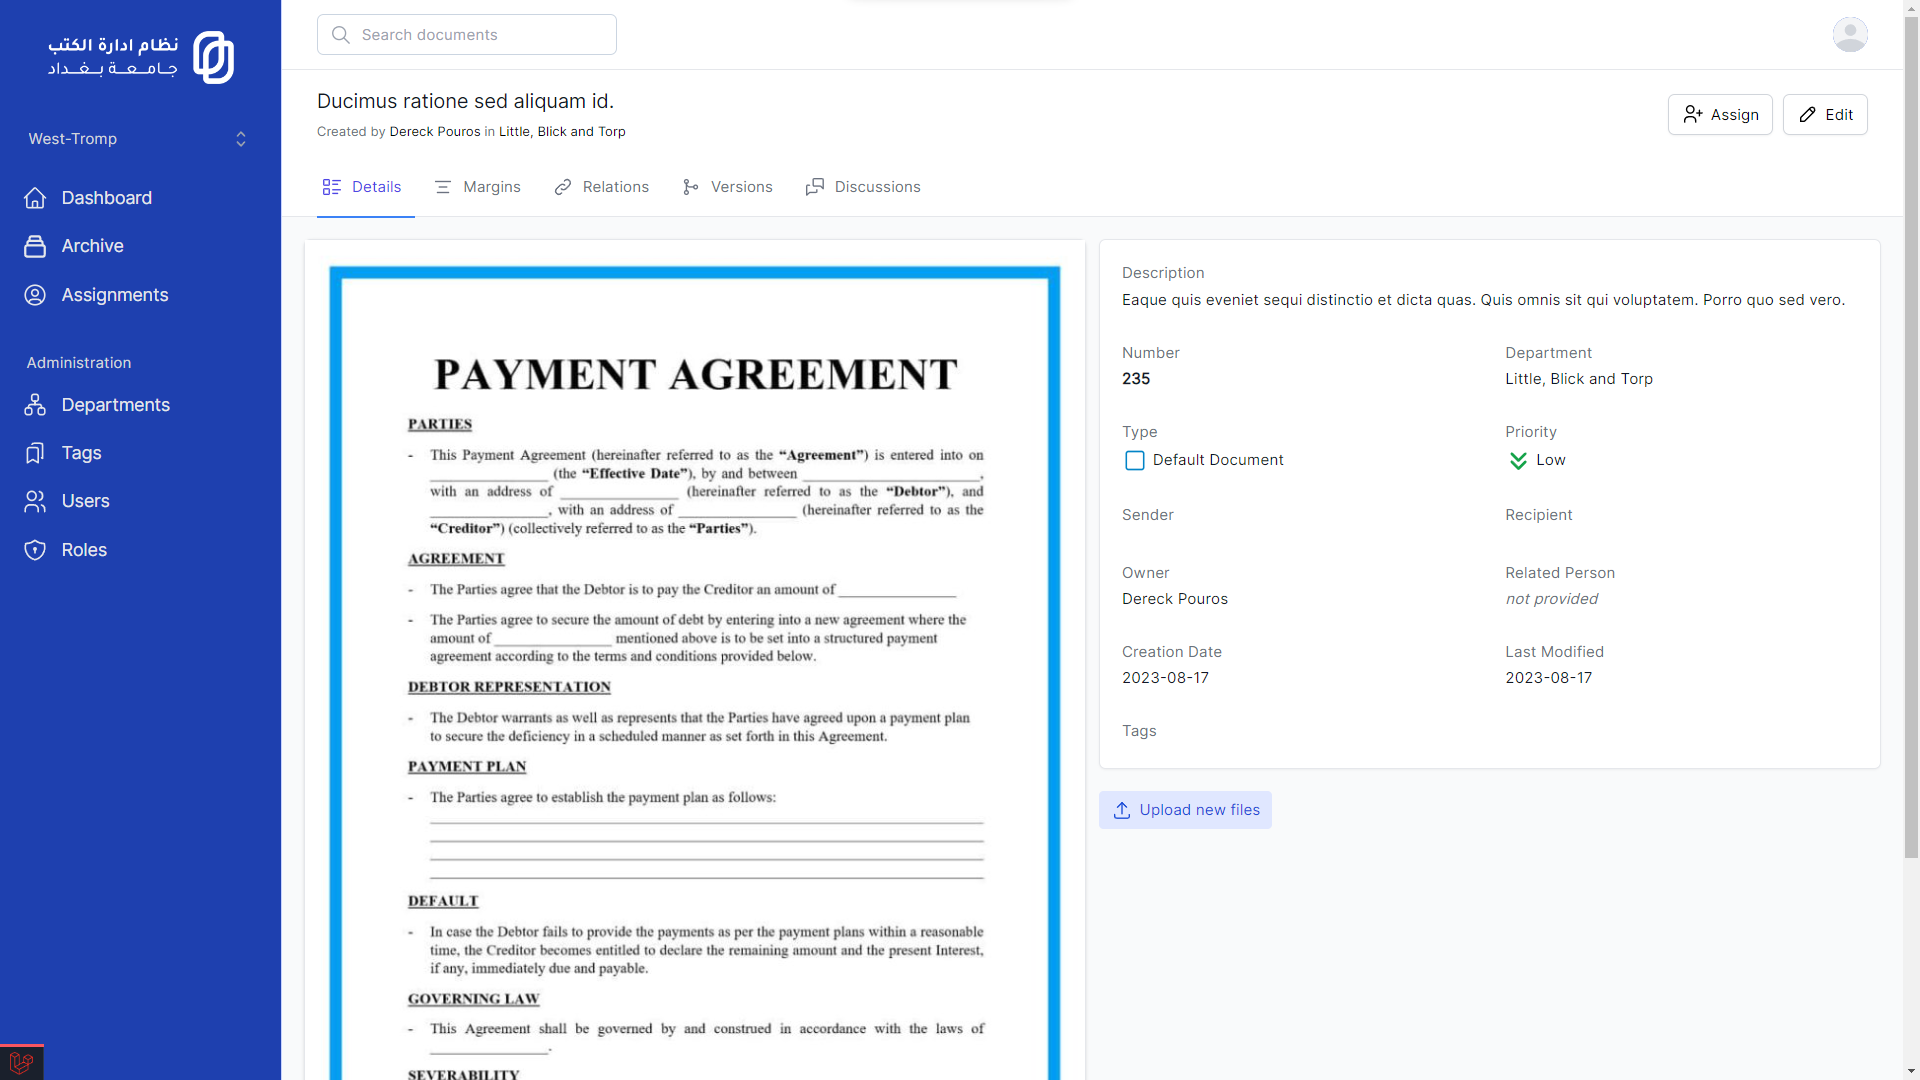 نظام ادارة الكتب
جامعة بغداد
West-Tromp
Dashboard
Archive
Assignments
Administration
Departments
Tags
Users
Roles
Search documents
Ducimus ratione sed aliquam id.
Created by Dereck Pouros in Little, Blick and Torp
Assign
Edit
Details
Margins
Relations
Versions
Discussions
PAYMENT AGREEMENT
PARTIES
- This Payment Agreement (hereinafter referred to as the “Agreement”) is entered into on
________________ (the “Effective Date”), by and between ________________________,
with an address of ________________ (hereinafter referred to as the “Debtor”), and
________________, with an address of ________________ (hereinafter referred to as the
“Creditor”) (collectively referred to as the “Parties”).
AGREEMENT
- The Parties agree that the Debtor is to pay the Creditor an amount of ________________
- The Parties agree to secure the amount of debt by entering into a new agreement where the
amount of ________________ mentioned above is to be set into a structured payment
agreement according to the terms and conditions provided below.
DEBTOR REPRESENTATION
- The Debtor warrants as well as represents that the Parties have agreed upon a payment plan
to secure the deficiency in a scheduled manner as set forth in this Agreement.
PAYMENT PLAN
- The Parties agree to establish the payment plan as follows:
DEFAULT
- In case the Debtor fails to provide the payments as per the payment plans within a reasonable
time, the Creditor becomes entitled to declare the remaining amount and the present Interest,
if any, immediately due and payable.
GOVERNING LAW
- This Agreement shall be governed by and construed in accordance with the laws of
________________.
SEVERABILITY
Description
Eaque quis eveniet sequi distinctio et dicta quas. Quis omnis sit qui voluptatem. Porro quo sed vero.
Number
235
Department
Little, Blick and Torp
Type
Default Document
Priority
Low
Sender
Recipient
Owner
Dereck Pouros
Related Person
not provided
Creation Date
2023-08-17
Last Modified
2023-08-17
Tags
Upload new files